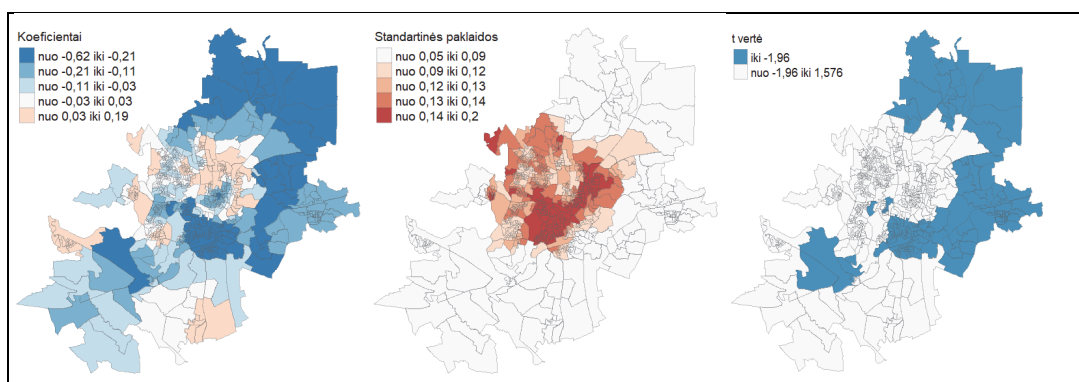 Koeficientai
nuo -0,62 iki -0,21
nuo -0,21 iki -0,11
nuo -0,11 iki -0,03
nuo -0,03 iki 0,03
nuo 0,03 iki 0,19
Standartinės paklaidos
nuo 0,05 iki 0,09
nuo 0,09 iki 0,12
nuo 0,12 iki 0,13
nuo 0,13 iki 0,14
nuo 0,14 iki 0,2
t vertė
iki -1,96
nuo -1,96 iki 1,576